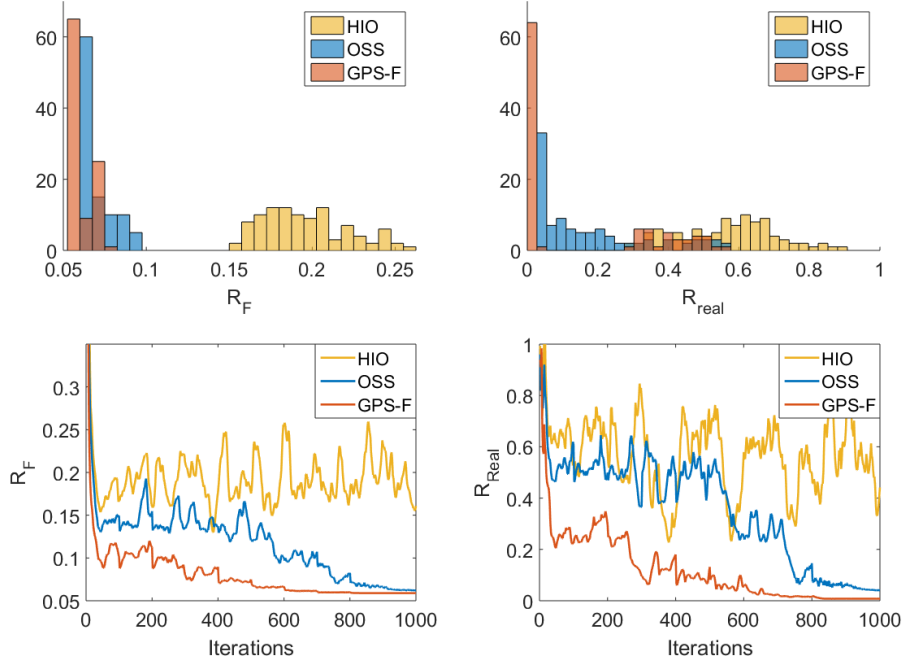 60
40
20
0
0.05 0.1 0.15 0.2 0.25
R_F
HIO
OSS
GPS-F
60
40
20
0
0 0.2 0.4 0.6 0.8 1
R_real
HIO
OSS
GPS-F
0.3
0.25
0.2
0.15
0.1
0.05
0 200 400 600 800 1000
R_F
Iterations
HIO
OSS
GPS-F
1
0.8
0.6
0.4
0.2
0
0 200 400 600 800 1000
R_Real
Iterations
HIO
OSS
GPS-F